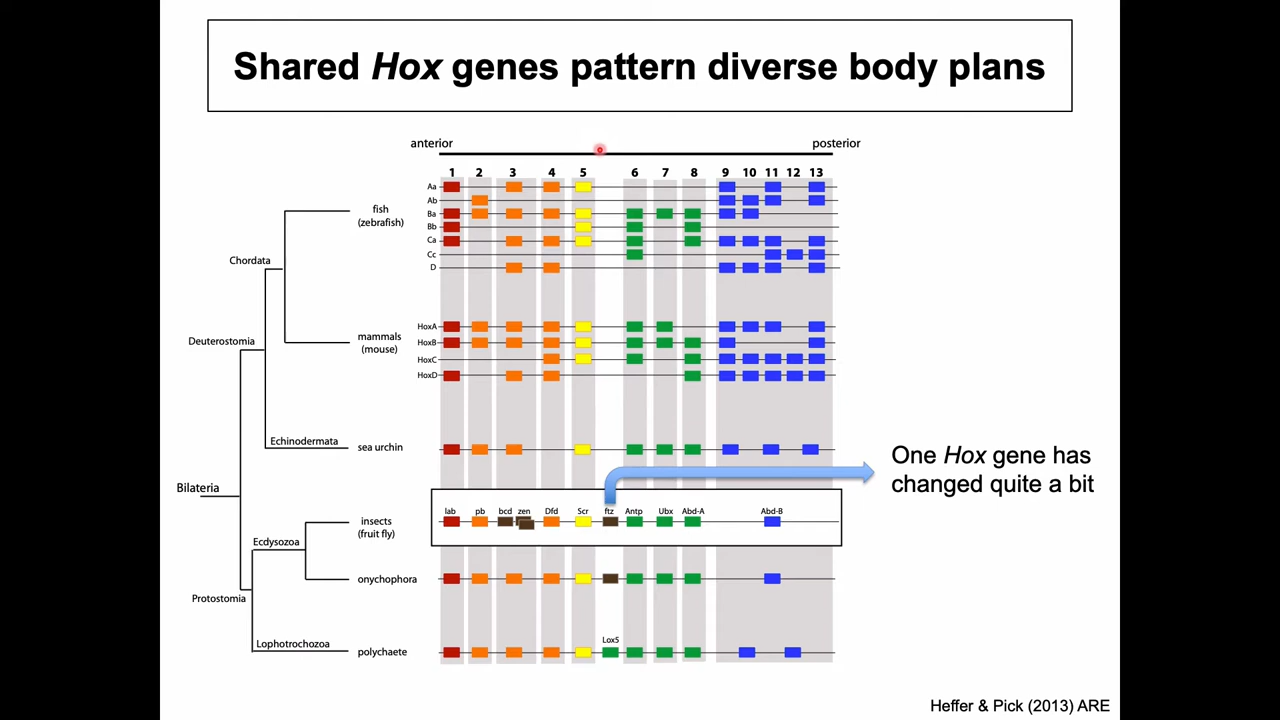 Shared Hox genes pattern diverse body plans
anterior posterior
1 2 3 4 5 6 7 8 9 10 11 12 13
Aa
Ab
fish
(zebrafish)
Ba
Bb
Ca
Cc
D
Chordata
HoxA
mammals
(mouse)
HoxB
HoxC
HoxD
Deuterostomia
Echinodermata
sea urchin
One Hox gene has
changed quite a bit
Bilateria
lab pb bcd zen Dfd Scr ftz Antp Ubx Abd-A Abd-B
insects
(fruit fly)
Ecdysozoa
onychophora
Protostomia
Lox5
Lophotrochozoa
polychaete
Heffer & Pick (2013) ARE